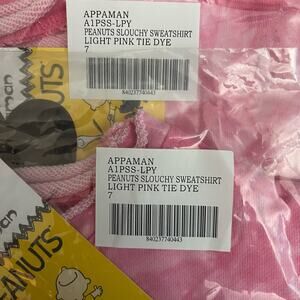 APPAMAN
A1PSS-LPY
PEANUTS SLOUCHY SWEATSHIRT
LIGHT PINK TIE DYE
7
840237740443
APPAMAN
A1PSS-LPY
PEANUTS SLOUCHY SWEATSHIRT
LIGHT PINK TIE DYE
7
840237740443
PEANUTS